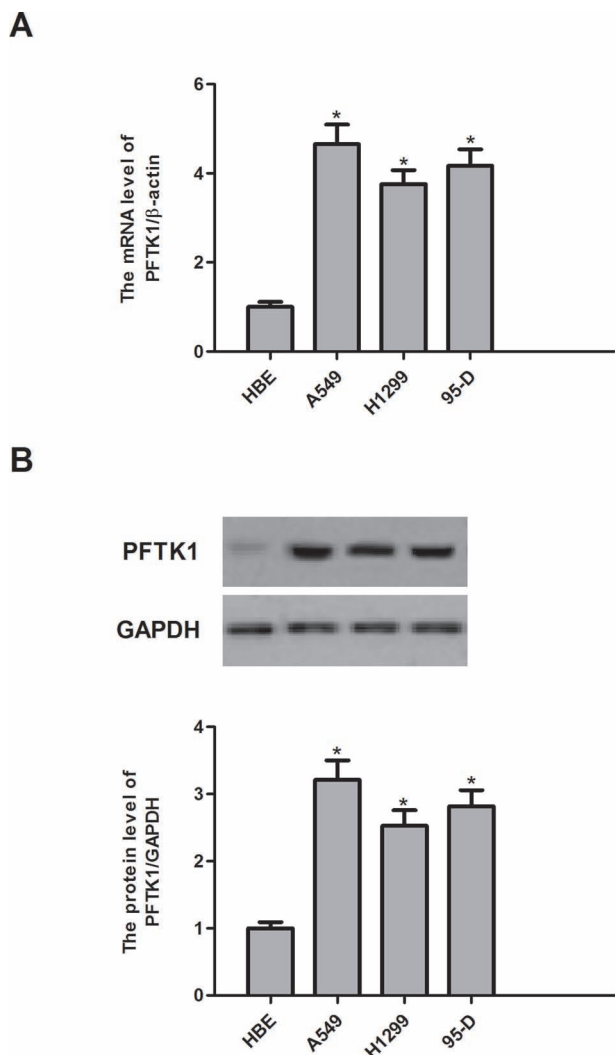 A
The mRNA level of
PFTK1/β-actin
6
4
2
0
*
*
*
HBE
A549
H1299
95-D
B
PFTK1
GAPDH
The protein level of
PFTK1/GAPDH
4
3
2
1
0
*
*
*
HBE
A549
H1299
95-D